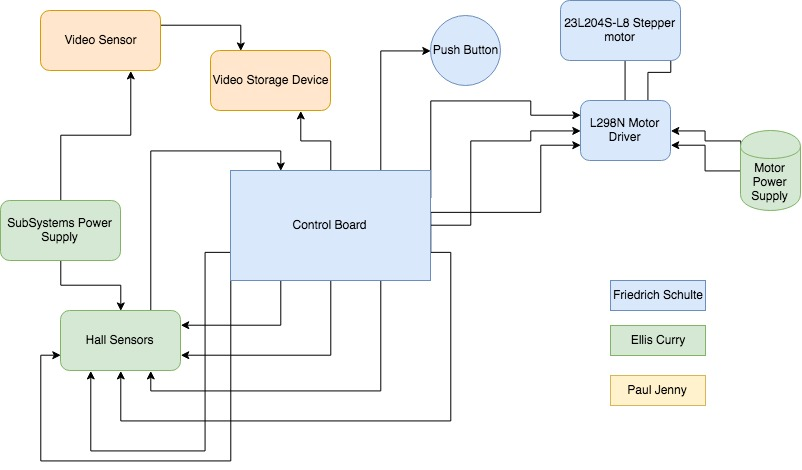 Video Sensor
Video Storage Device
Push Button
23L204S-L8 Stepper
motor
L298N Motor
Driver
Motor
Power
Supply
SubSystems Power
Supply
Control Board
Hall Sensors
Friedrich Schulte
Ellis Curry
Paul Jenny